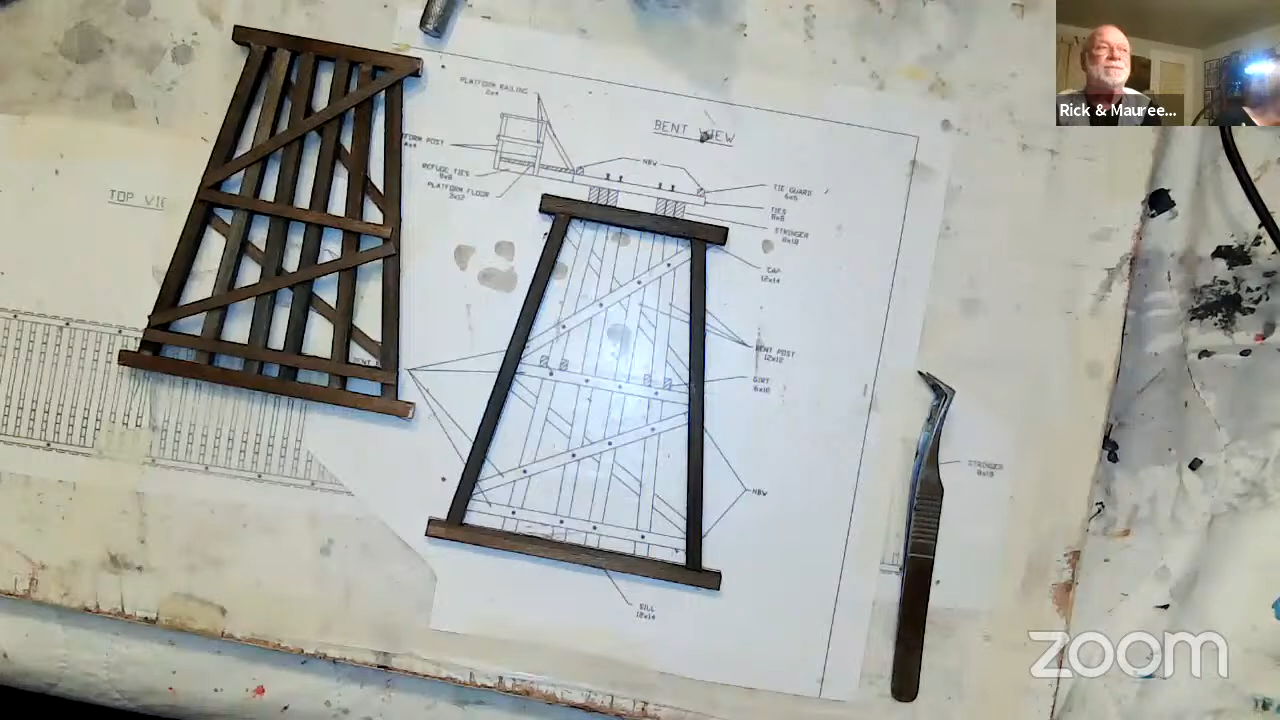 Rick & Mauree...
PLATFORM RAILING
2x4
BENT VIEW
FORM POST
4x4
NBW
REFUGE TIES
8x8
PLATFORM FLOOR
3x12
TIE GUARD
6x8
TIES
8x8
STRINGER
8x18
TOP VIE
CAP
12x14
BENT POST
12x12
GIRT
6x10
BENT
STRINGER
8x18
NBW
SILL
12x14
zoom